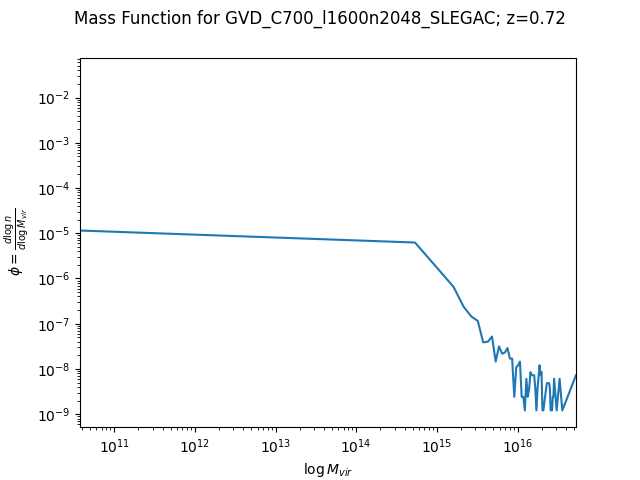 Mass Function for GVD_C700_l1600n2048_SLEGAC; z=0.72
ϕ = d log n / d log M_vir
10⁻²
10⁻³
10⁻⁴
10⁻⁵
10⁻⁶
10⁻⁷
10⁻⁸
10⁻⁹
10¹¹ 10¹² 10¹³ 10¹⁴ 10¹⁵ 10¹⁶
log M_vir